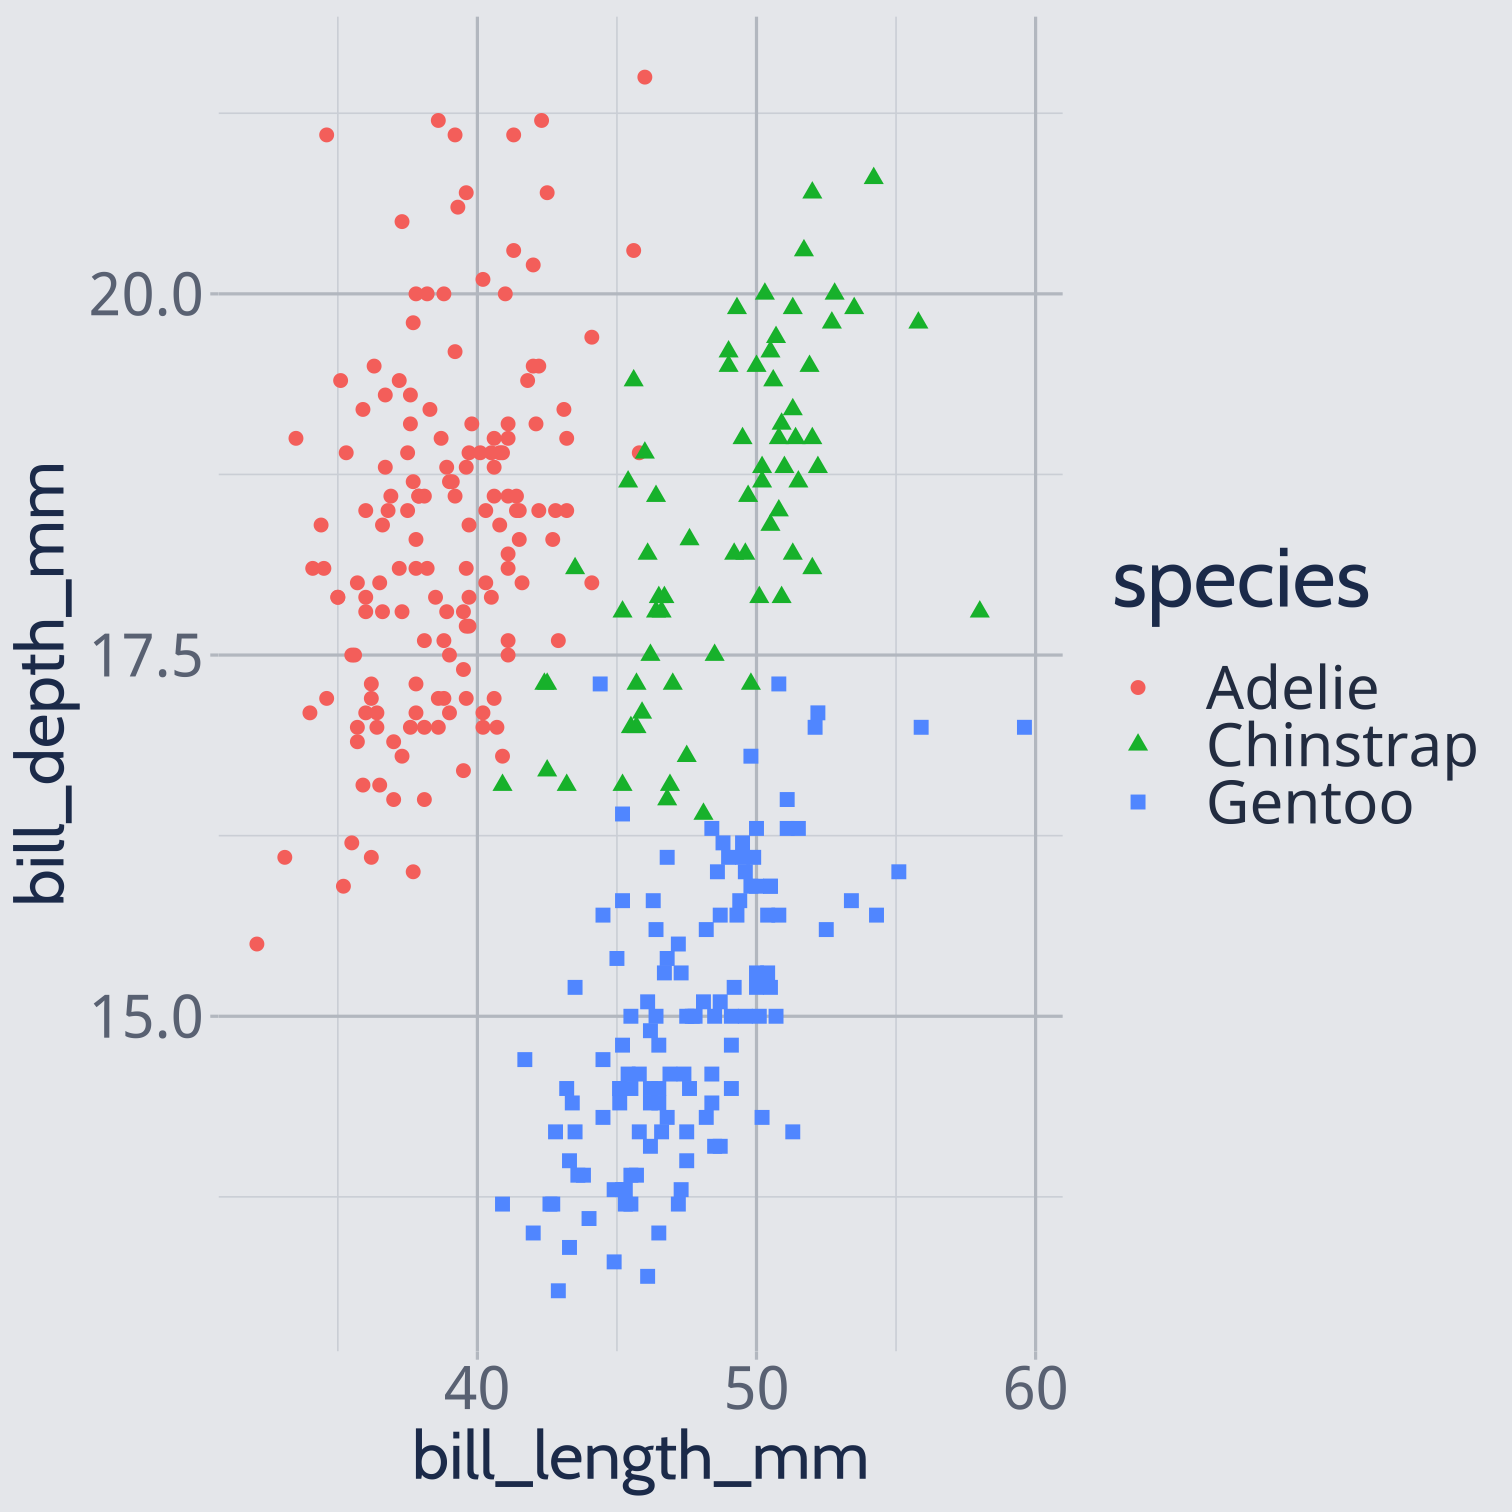 bill_depth_mm
20.0
17.5
15.0
40 50 60
bill_length_mm
species
Adelie
Chinstrap
Gentoo